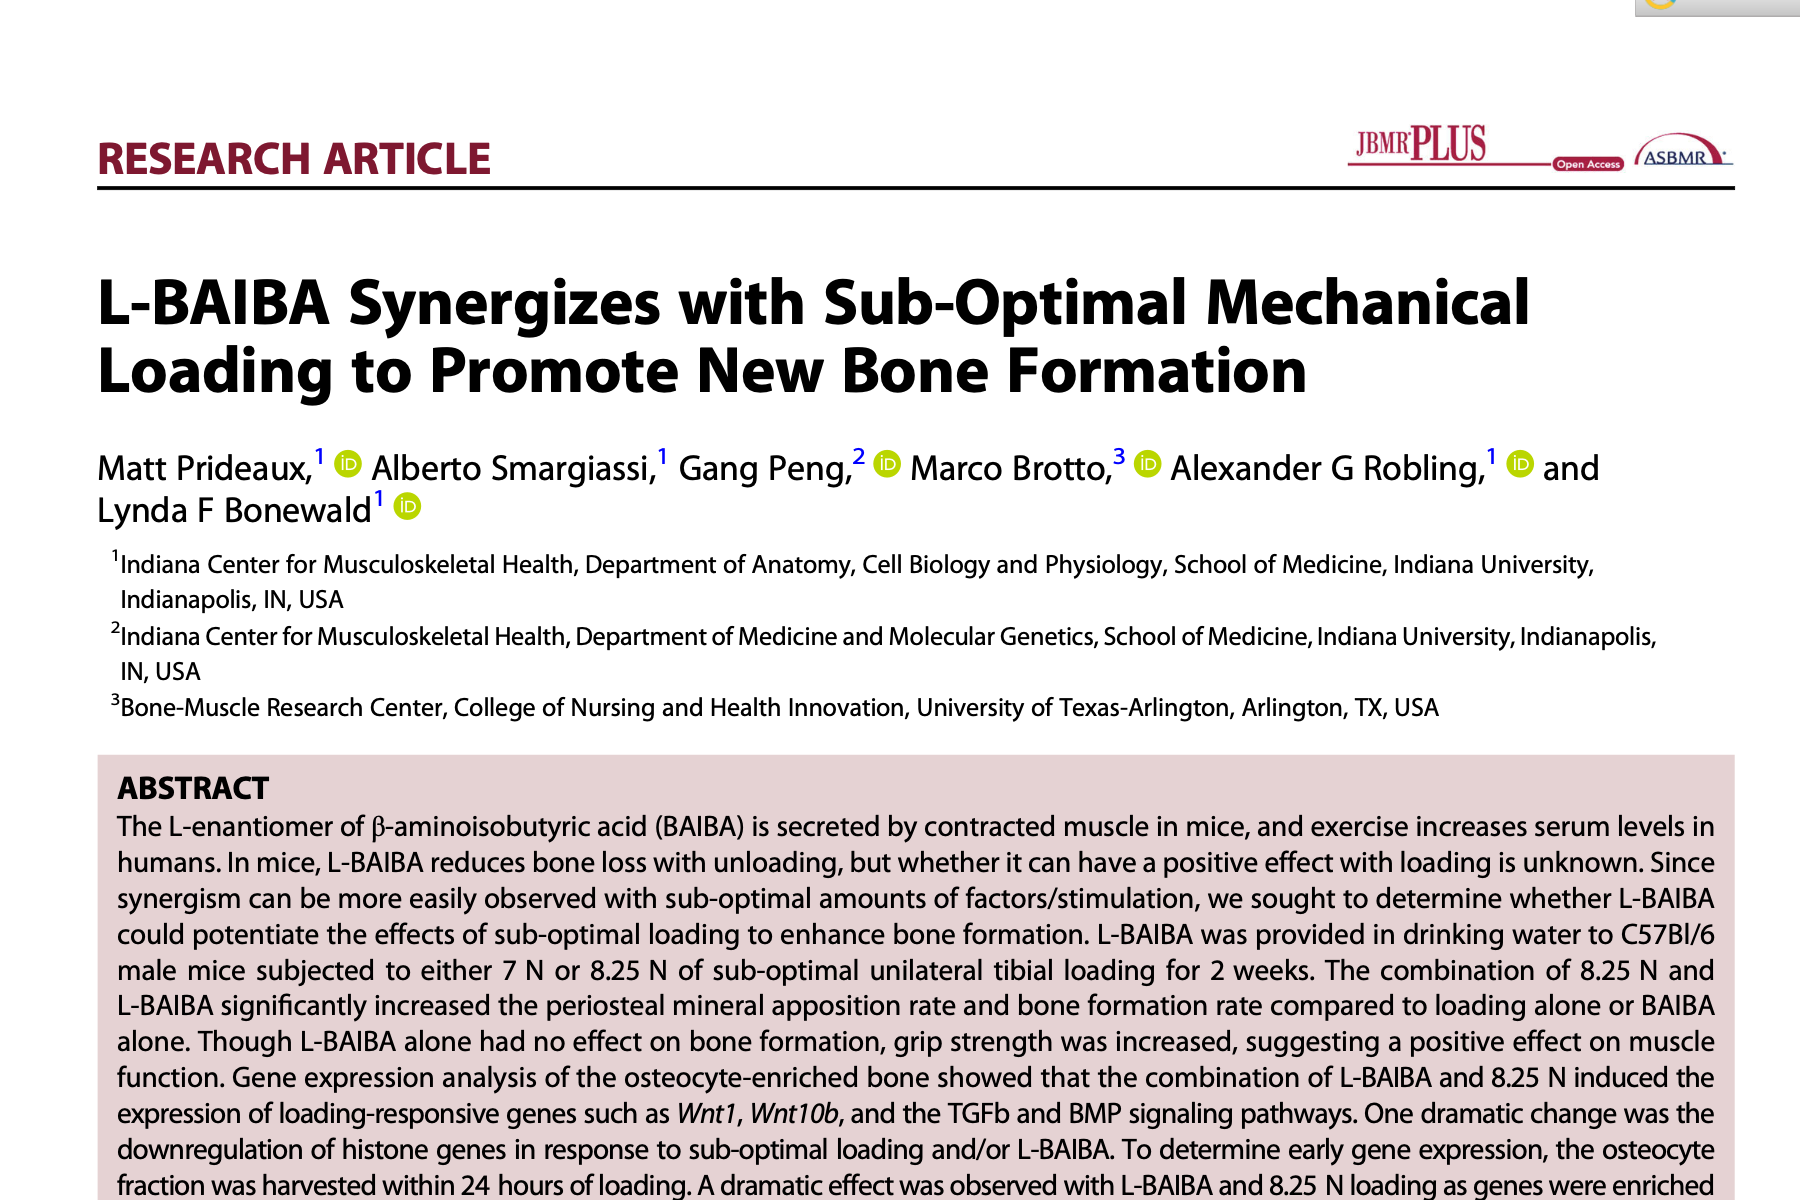 RESEARCH ARTICLE
JBMR PLUS
Open Access
ASBMR
L-BAIBA Synergizes with Sub-Optimal Mechanical
Loading to Promote New Bone Formation
Matt Prideaux,1 iD Alberto Smargiassi,1 Gang Peng,2 iD Marco Brotto,3 iD Alexander G Robling,1 iD and
Lynda F Bonewald1 iD
1Indiana Center for Musculoskeletal Health, Department of Anatomy, Cell Biology and Physiology, School of Medicine, Indiana University,
Indianapolis, IN, USA
2Indiana Center for Musculoskeletal Health, Department of Medicine and Molecular Genetics, School of Medicine, Indiana University, Indianapolis,
IN, USA
3Bone-Muscle Research Center, College of Nursing and Health Innovation, University of Texas-Arlington, Arlington, TX, USA
ABSTRACT
The L-enantiomer of β-aminoisobutyric acid (BAIBA) is secreted by contracted muscle in mice, and exercise increases serum levels in
humans. In mice, L-BAIBA reduces bone loss with unloading, but whether it can have a positive effect with loading is unknown. Since
synergism can be more easily observed with sub-optimal amounts of factors/stimulation, we sought to determine whether L-BAIBA
could potentiate the effects of sub-optimal loading to enhance bone formation. L-BAIBA was provided in drinking water to C57Bl/6
male mice subjected to either 7 N or 8.25 N of sub-optimal unilateral tibial loading for 2 weeks. The combination of 8.25 N and
L-BAIBA significantly increased the periosteal mineral apposition rate and bone formation rate compared to loading alone or BAIBA
alone. Though L-BAIBA alone had no effect on bone formation, grip strength was increased, suggesting a positive effect on muscle
function. Gene expression analysis of the osteocyte-enriched bone showed that the combination of L-BAIBA and 8.25 N induced the
expression of loading-responsive genes such as Wnt1, Wnt10b, and the TGFb and BMP signaling pathways. One dramatic change was the
downregulation of histone genes in response to sub-optimal loading and/or L-BAIBA. To determine early gene expression, the osteocyte
fraction was harvested within 24 hours of loading. A dramatic effect was observed with L-BAIBA and 8.25 N loading as genes were enriched